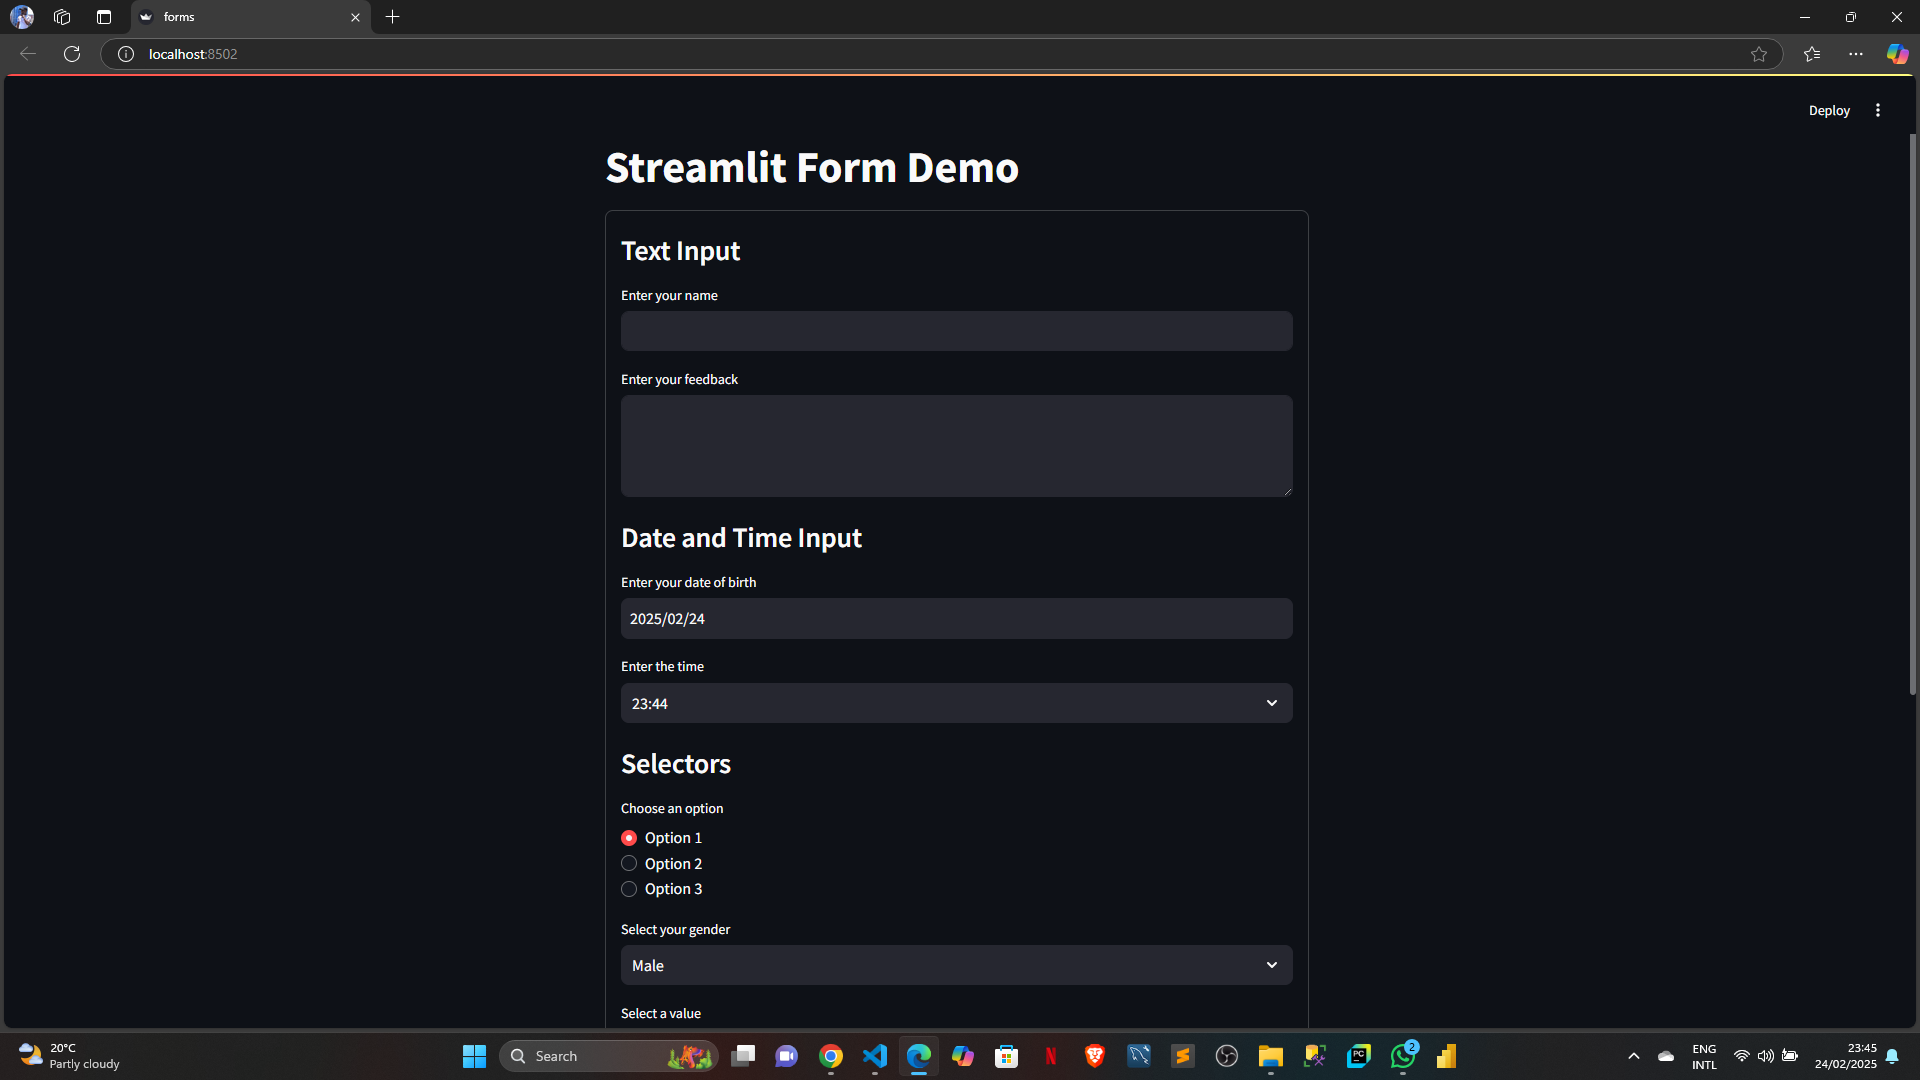 forms
localhost:8502
Deploy
Streamlit Form Demo
Text Input
Enter your name
Enter your feedback
Date and Time Input
Enter your date of birth
2025/02/24
Enter the time
23:44
Selectors
Choose an option
Option 1
Option 2
Option 3
Select your gender
Male
Select a value
20°C
Partly cloudy
Search
N
PC
2
ENG
INTL
23:45
24/02/2025